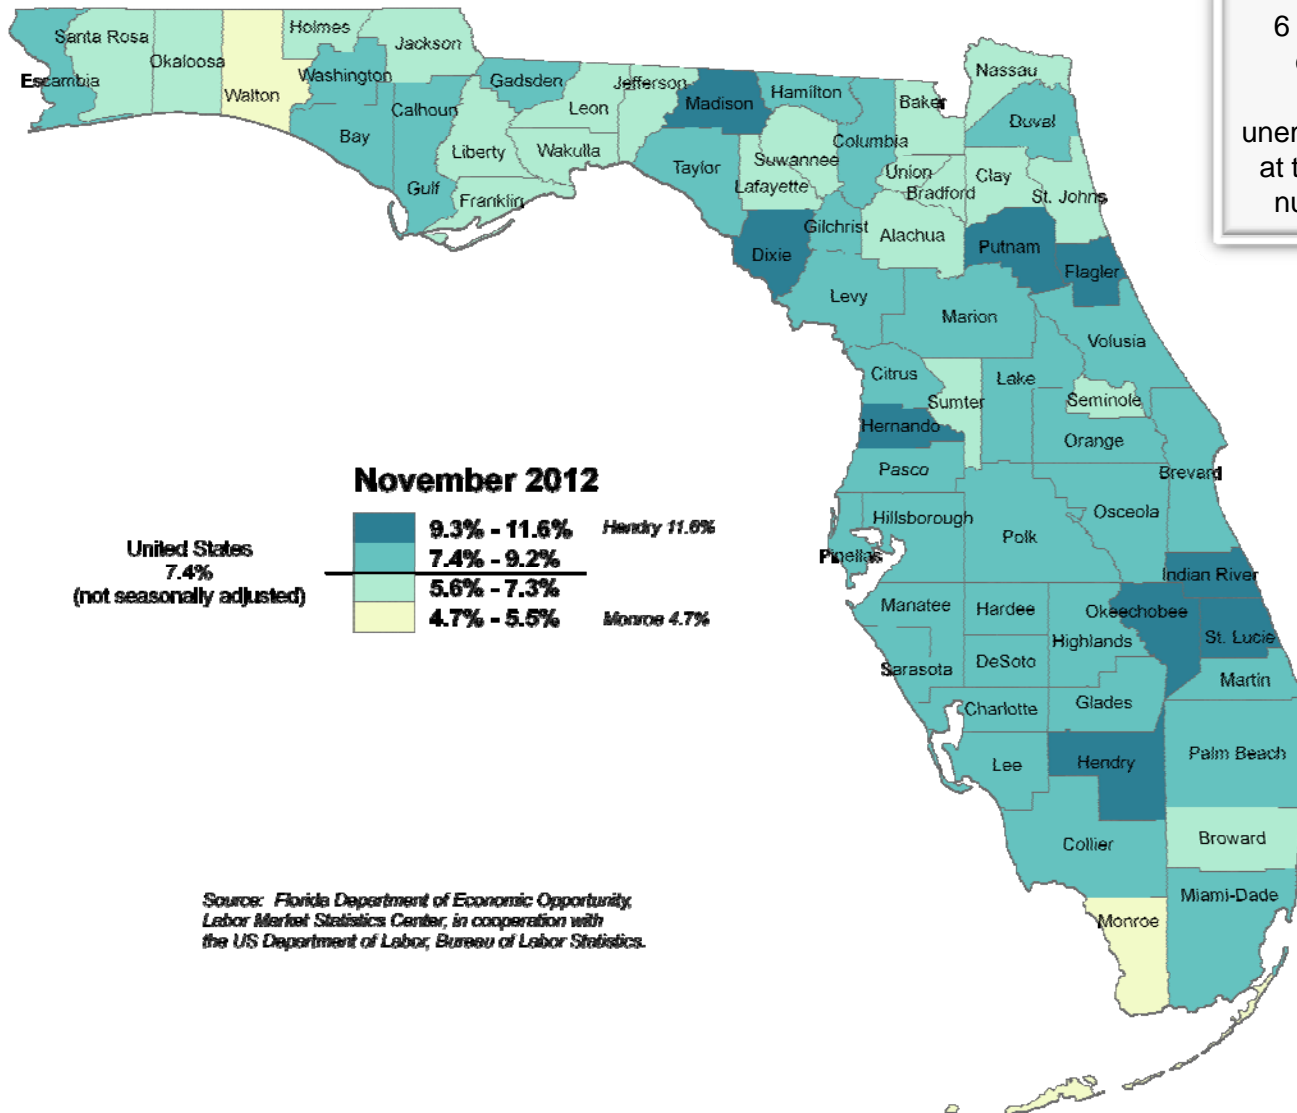 6
unem
at t
nu
Santa Rosa
Holmes
Jackson
Okaloosa
Escambia
Walton
Washington
Gadsden
Jefferson
Madison
Hamilton
Baker
Nassau
Calhoun
Leon
Duval
Bay
Liberty
Wakulla
Taylor
Suwannee
Columbia
Union
Clay
Gulf
Franklin
Lafayette
Bradford
St. Johns
Gilchrist
Alachua
Dixie
Putnam
Flagler
Levy
Marion
Volusia
Citrus
Lake
Sumter
Seminole
Hernando
Orange
Pasco
Brevard
Hillsborough
Osceola
Polk
Pinellas
Indian River
Manatee
Hardee
Okeechobee
Highlands
St. Lucie
Sarasota
DeSoto
Martin
Charlotte
Glades
Lee
Hendry
Palm Beach
Collier
Broward
Miami-Dade
Monroe
November 2012
9.3% - 11.6% Hendry 11.6%
7.4% - 9.2%
5.6% - 7.3%
4.7% - 5.5% Monroe 4.7%
United States
7.4%
(not seasonally adjusted)
Source: Florida Department of Economic Opportunity,
Labor Market Statistics Center, in cooperation with
the US Department of Labor, Bureau of Labor Statistics.